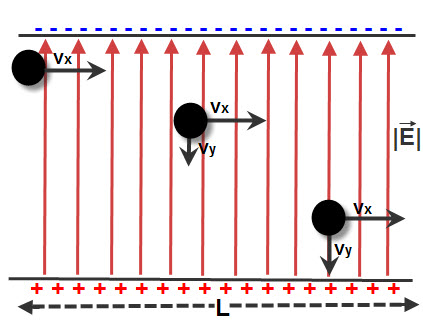 - - - - - - - - - - - - - - - - - - - -
Vx
Vx
Vy
|E⃗|
Vx
Vy
+ + + + + + + + + + + + + + + + + +
L